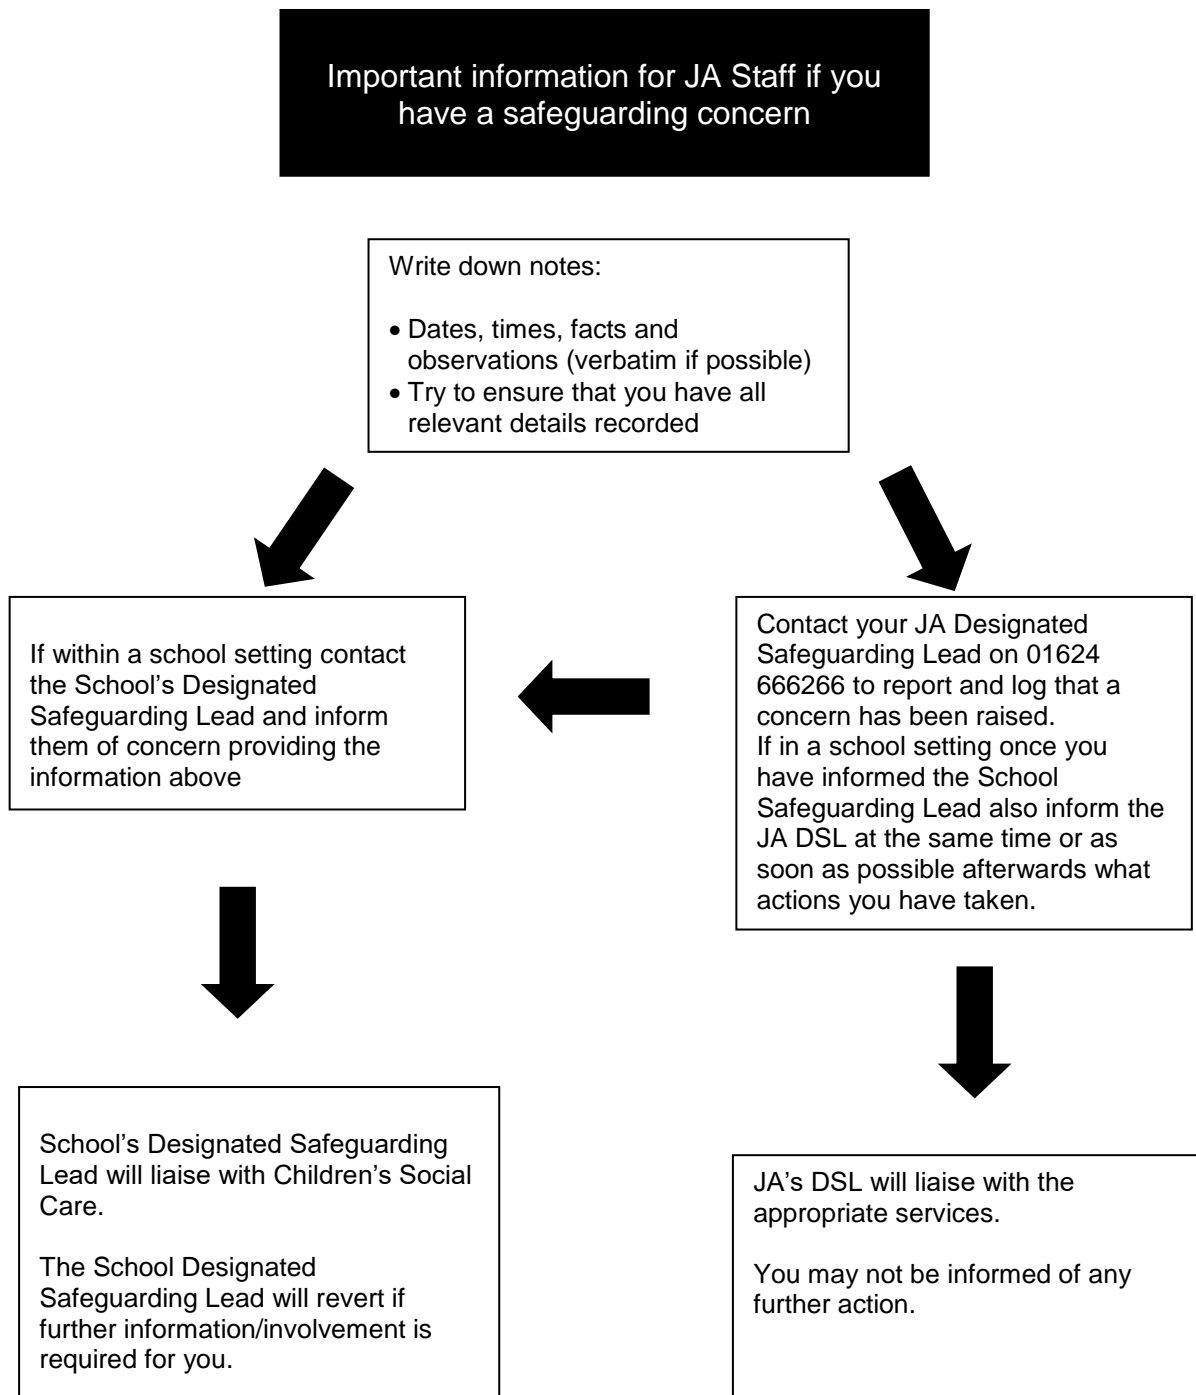 Important information for JA Staff if you
have a safeguarding concern
Write down notes:
• Dates, times, facts and
observations (verbatim if possible)
• Try to ensure that you have all
relevant details recorded
If within a school setting contact
the School's Designated
Safeguarding Lead and inform
them of concern providing the
information above
Contact your JA Designated
Safeguarding Lead on 01624
666266 to report and log that a
concern has been raised.
If in a school setting once you
have informed the School
Safeguarding Lead also inform the
JA DSL at the same time or as
soon as possible afterwards what
actions you have taken.
School’s Designated Safeguarding
Lead will liaise with Children’s Social
Care.
The School Designated
Safeguarding Lead will revert if
further information/involvement is
required for you.
JA’s DSL will liaise with the
appropriate services.
You may not be informed of any
further action.